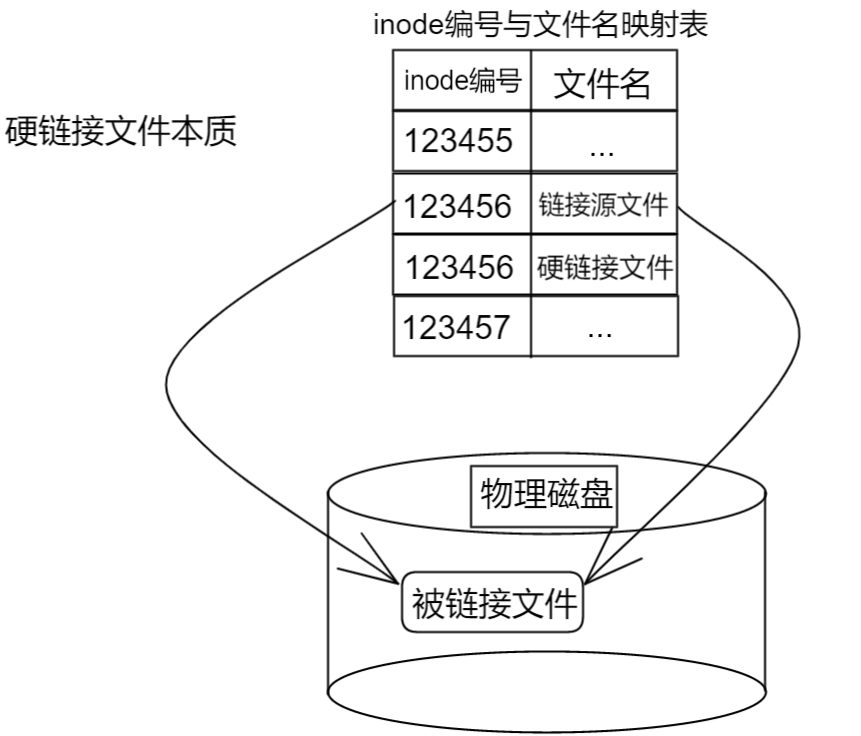 inode编号与文件名映射表
inode编号 文件名
硬链接文件本质
123455 ...
123456 链接源文件
123456 硬链接文件
123457 ...
物理磁盘
被链接文件